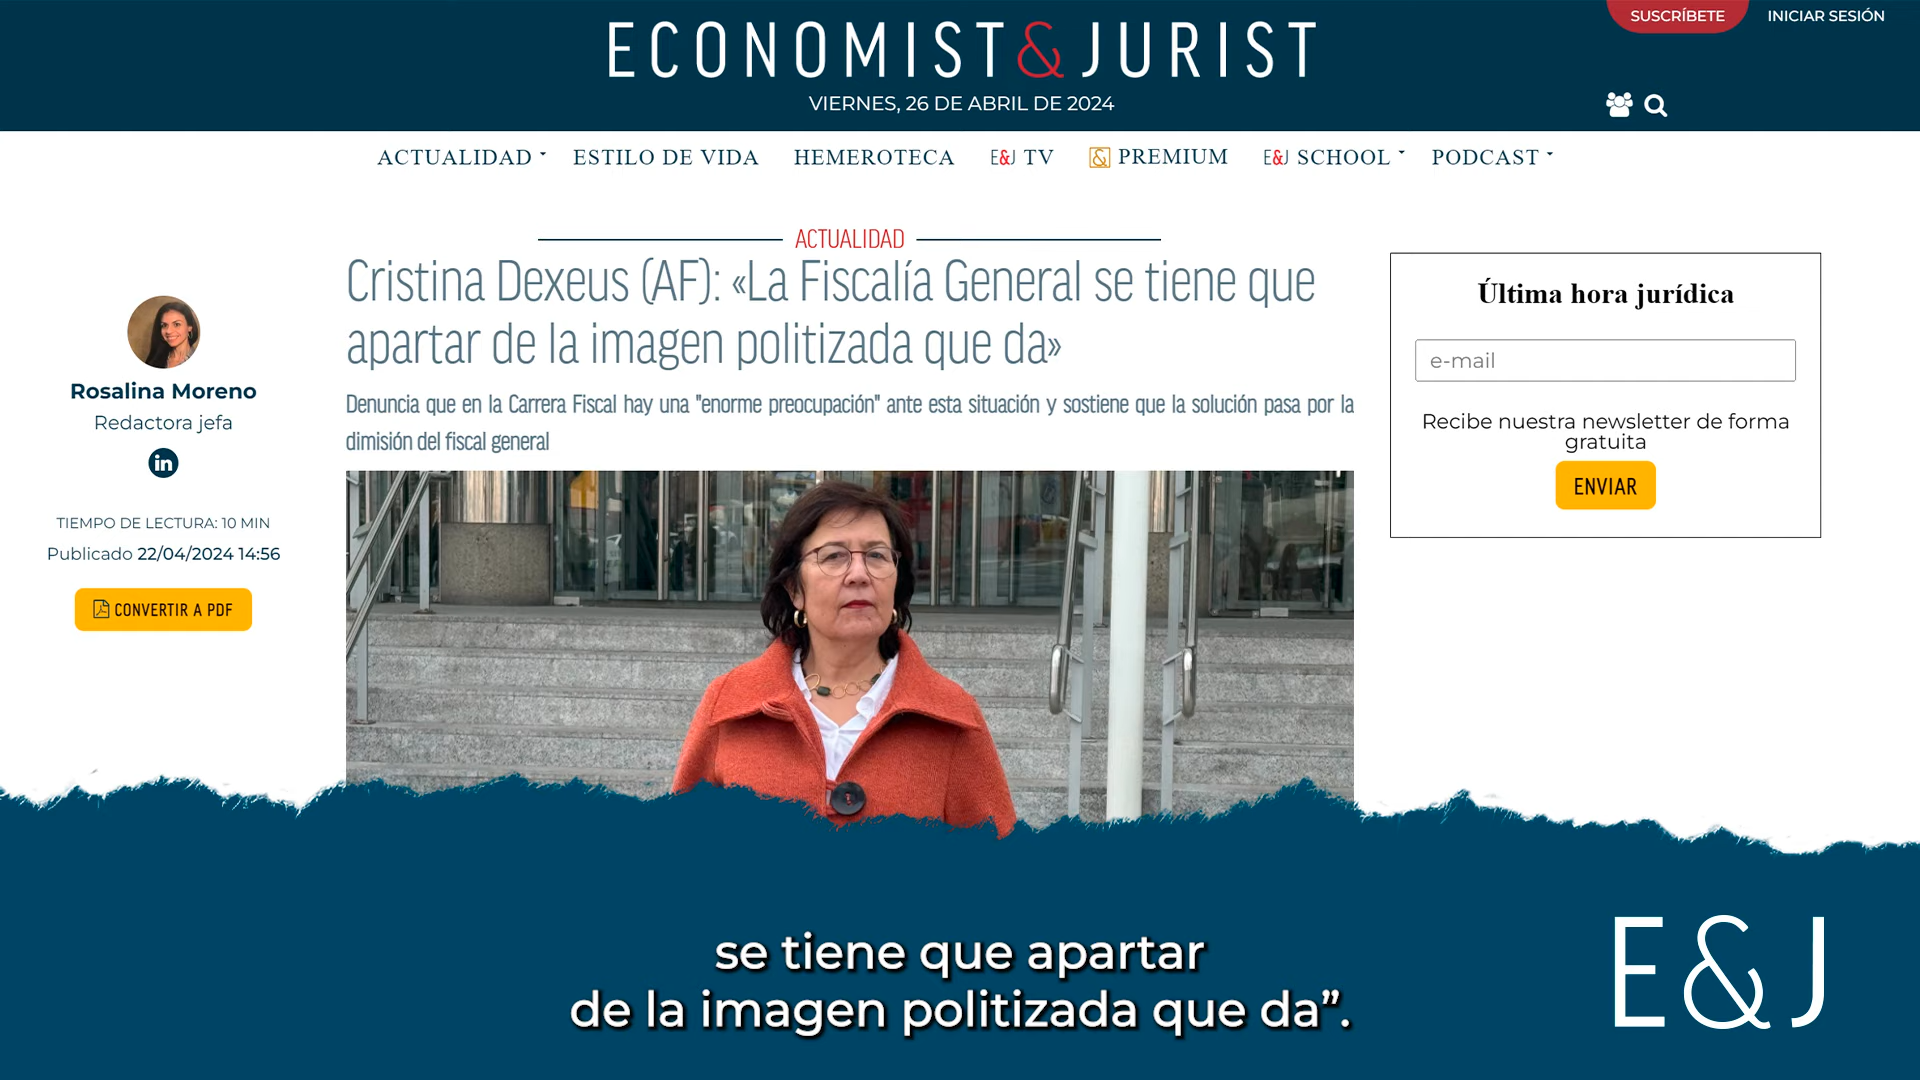 SUSCRÍBETE
INICIAR SESIÓN
ECONOMIST&JURIST
VIERNES, 26 DE ABRIL DE 2024
ACTUALIDAD
ESTILO DE VIDA
HEMEROTECA
E&J TV
& PREMIUM
E&J SCHOOL
PODCAST
ACTUALIDAD
Cristina Dexeus (AF): «La Fiscalía General se tiene que
apartar de la imagen politizada que da»
Denuncia que en la Carrera Fiscal hay una "enorme preocupación" ante esta situación y sostiene que la solución pasa por la
dimisión del fiscal general
Rosalina Moreno
Redactora jefa
in
TIEMPO DE LECTURA: 10 MIN
Publicado 22/04/2024 14:56
CONVERTIR A PDF
Última hora jurídica
e-mail
Recibe nuestra newsletter de forma
gratuita
ENVIAR
se tiene que apartar
de la imagen politizada que da”.
E&J